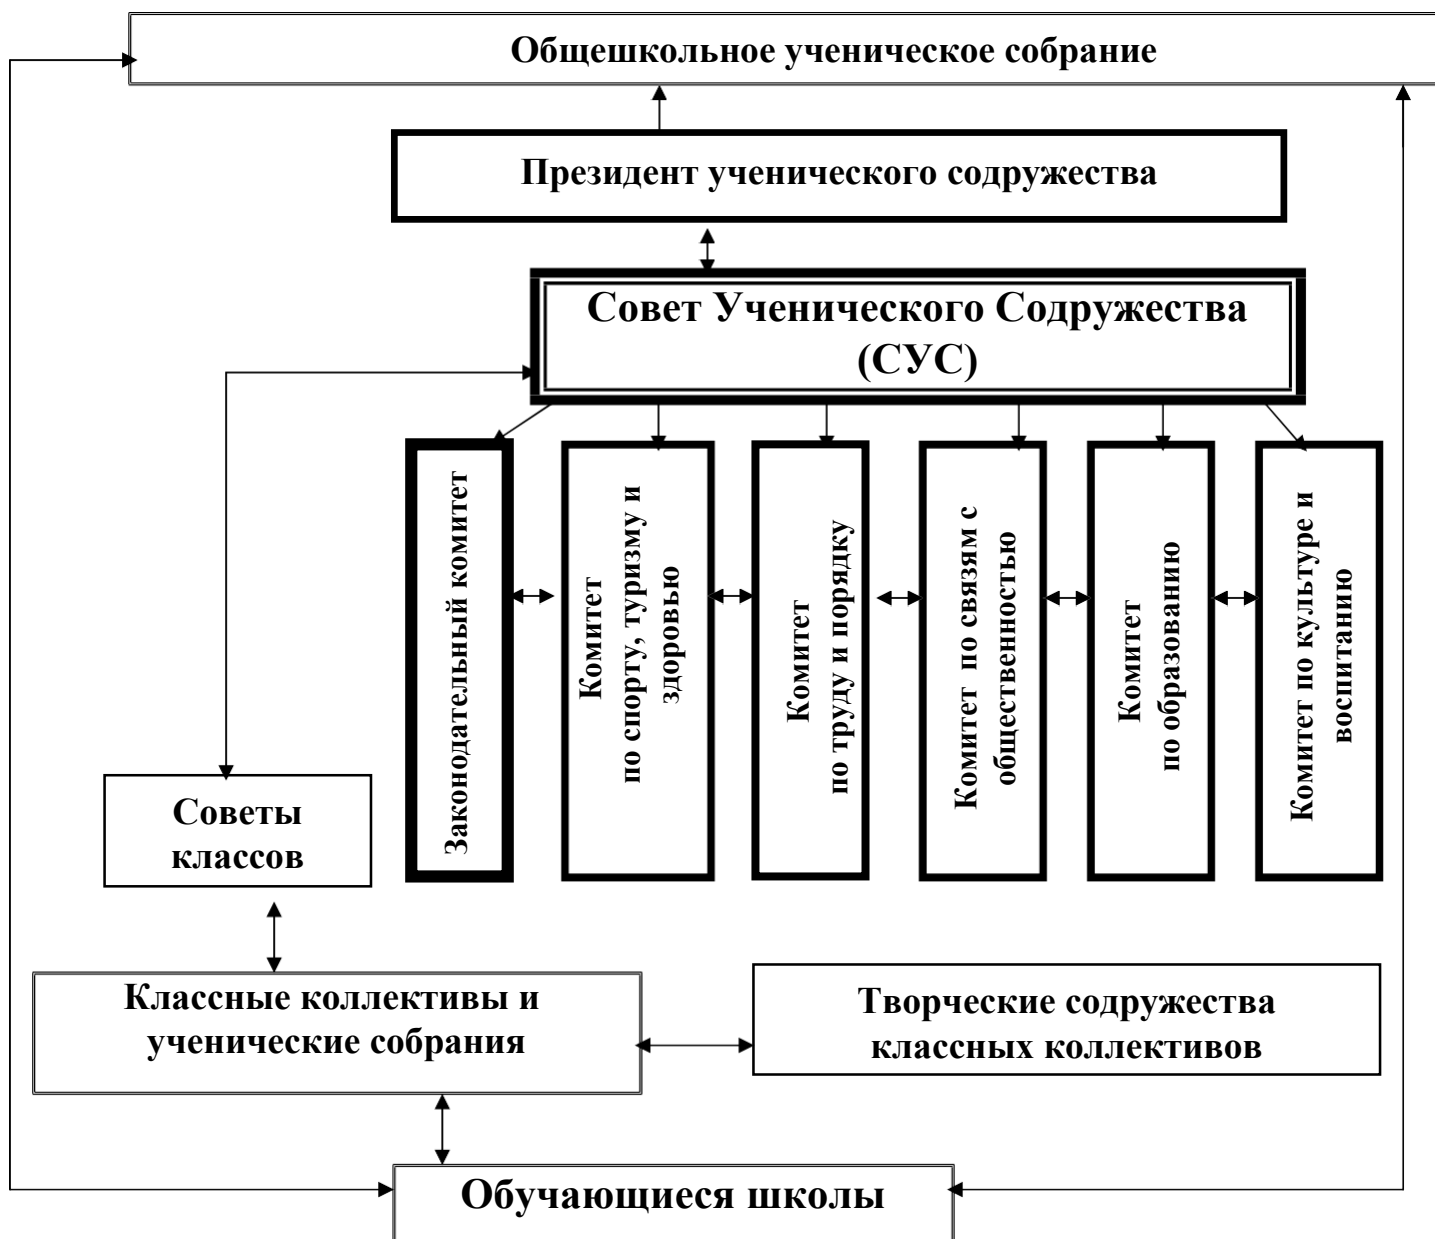 Общешкольное ученическое собрание
Президент ученического содружества
Совет Ученического Содружества
(СУС)
Законодательный комитет
Комитет
по спорту, туризму и
здоровью
Комитет
по труду и порядку
Комитет по связям с
общественностью
Комитет
по образованию
Комитет по культуре и
воспитанию
Советы
классов
Классные коллективы и
ученические собрания
Творческие содружества
классных коллективов
Обучающиеся школы